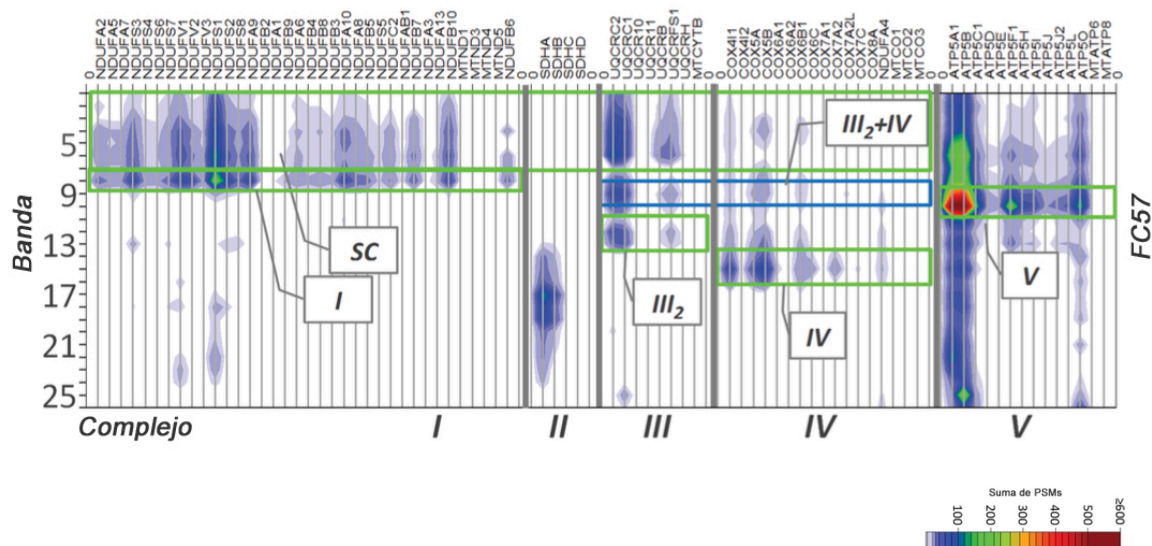 0
NDUFA2
NDUFA5
NDUFA7
NDUFS3
NDUFS4
NDUFS6
NDUFS7
NDUFV1
NDUFV2
NDUFV3
NDUFS1
NDUFS2
NDUFS8
NDUFA9
NDUFB2
NDUFA1
NDUFB9
NDUFA6
NDUFB4
NDUFB8
NDUFB3
NDUFA10
NDUFA8
NDUFB5
NDUFC2
NDUFAB1
NDUFB7
NDUFA3
NDUFA13
NDUFB10
MTND1
MTND3
MTND4
MTND5
NDUFB6
0
0
SDHA
SDHB
SDHC
SDHD
0
UQCRC2
UQCRC1
UQCR10
UQCR11
UQCRB
UQCRFS1
UQCRH
MTCYTB
0
COX4I1
COX4I2
COX5A
COX5B
COX6A1
COX6A2
COX6C
COX7A1
COX7A2
COX7A2L
COX7C
COX8A
NDUFA4
MTCO1
MTCO2
MTCO3
0
0
ATP5A1
ATP5B
ATP5C1
ATP5D
ATP5E
ATP5F1
ATP5H
ATP5I
ATP5J
ATP5J2
ATP5L
ATP5O
MTATP6
MTATP8
0
Banda
5
9
13
17
21
25
III₂+IV
SC
I
III₂
IV
V
FC57
Complejo
I
II
III
IV
V
Suma de PSMs
100
200
300
400
500
≥600